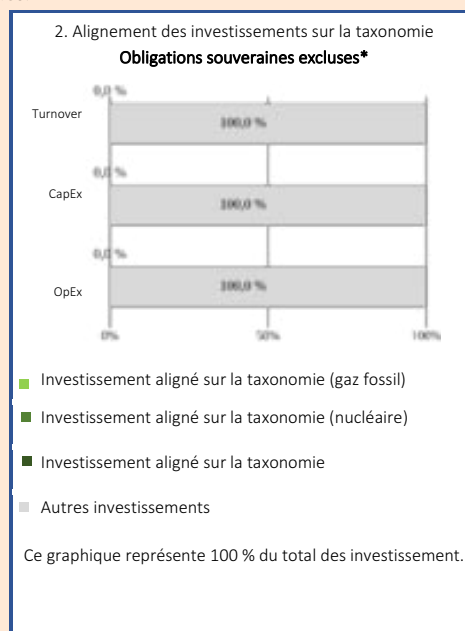 2. Alignement des investissements sur la taxonomie
Obligations souveraines excluses*
0,0 %
Turnover
100,0 %
0,0 %
CapEx
100,0 %
0,0 %
OpEx
100,0 %
0% 50% 100%
Investissement aligné sur la taxonomie (gaz fossil)
Investissement aligné sur la taxonomie (nucléaire)
Investissement aligné sur la taxonomie
Autres investissements
Ce graphique représente 100 % du total des investissement.